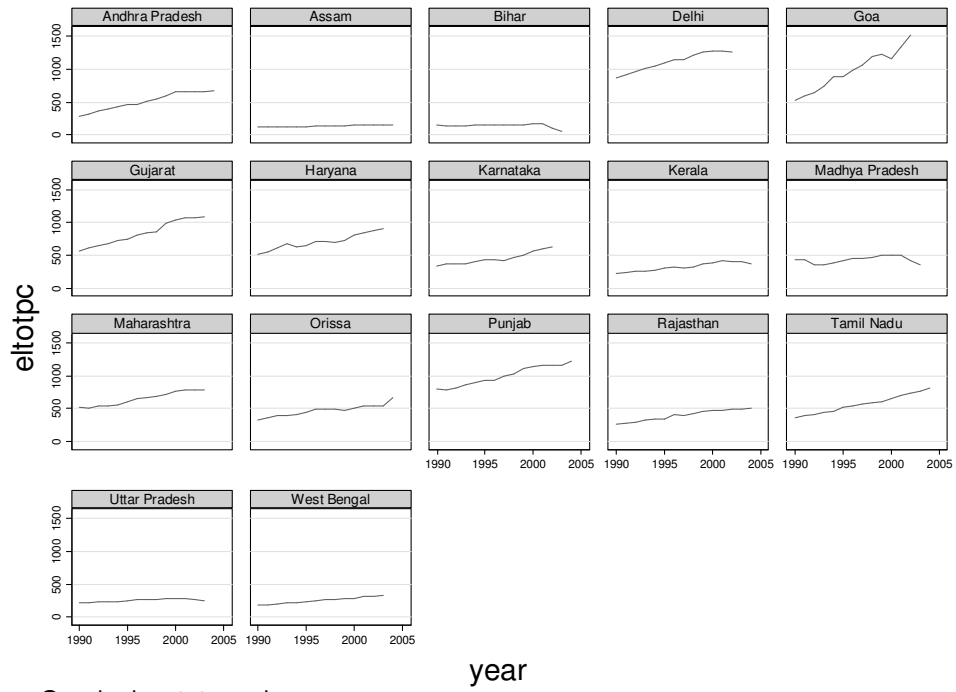 Andhra Pradesh Assam Bihar Delhi Goa
0 500 1000 1500
Gujarat Haryana Karnataka Kerala Madhya Pradesh
0 500 1000 1500
Maharashtra Orissa Punjab Rajasthan Tamil Nadu
0 500 1000 1500
1990 1995 2000 2005 1990 1995 2000 2005 1990 1995 2000 2005
Uttar Pradesh West Bengal
0 500 1000 1500
1990 1995 2000 2005 1990 1995 2000 2005
eltotpc
year